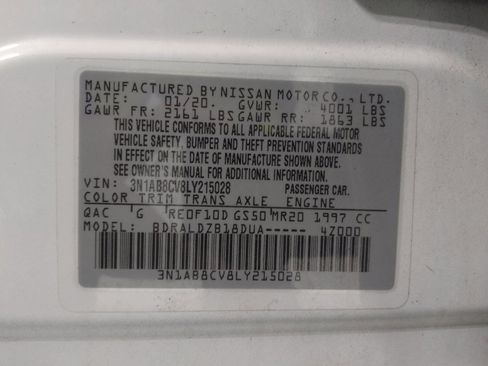 MANUFACTURED BY NISSAN MOTOR CO., LTD.
DATE: 01/20. GVWR: 4001 LBS
GAWR FR: 2161 LBS GAWR RR: 1863 LBS
THIS VEHICLE CONFORMS TO ALL APPLICABLE FEDERAL MOTOR
VEHICLE SAFETY, BUMPER AND THEFT PREVENTION STANDARDS
IN EFFECT ON THE DATE OF MANUFACTURE SHOWN ABOVE.
SEE OWNER'S MANUAL FOR ADDITIONAL INFORMATION
VIN: 3N1AB8CV8LY215028 PASSENGER CAR.
COLOR TRIM TRANS AXLE ENGINE
QAC G RE0F10D GS50 MR20 1997 CC
MODEL: BDRALDZB18DUA----- 4Z000
3N1AB8CV8LY215028